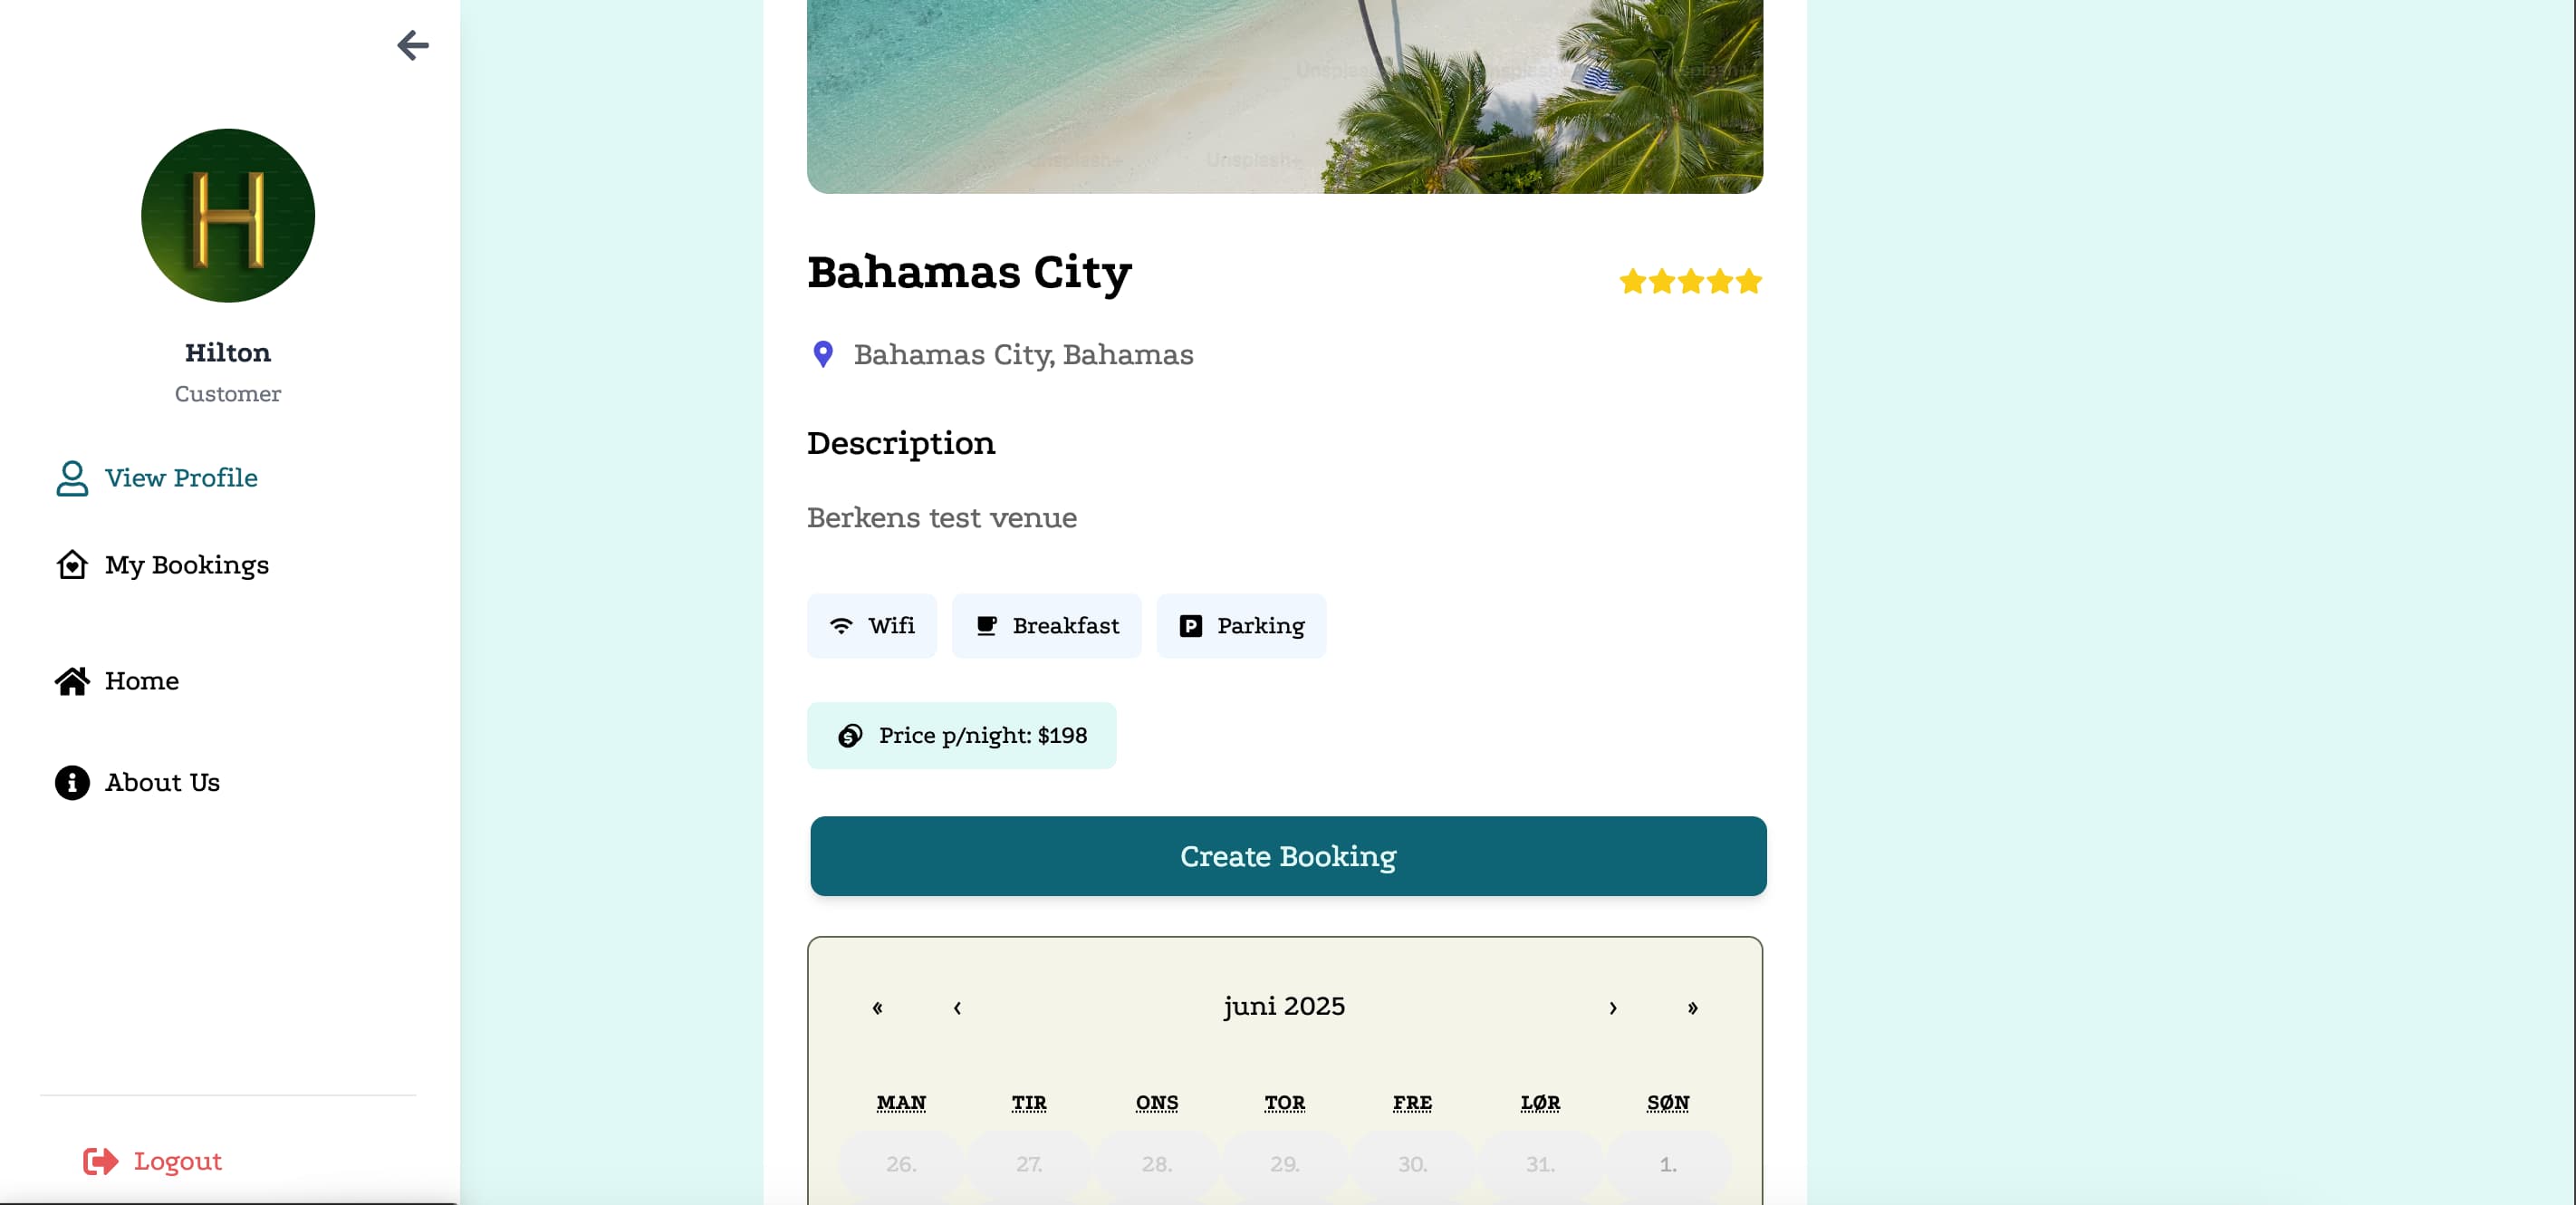 H
Hilton
Customer
View Profile
My Bookings
Home
About Us
Logout
Unsplash+
Unsplash+
Bahamas City
Bahamas City, Bahamas
Description
Berkens test venue
Wifi
Breakfast
P Parking
Price p/night: $198
Create Booking
« ‹ juni 2025 › »
MAN TIR ONS TOR FRE LØR SØN
26. 27. 28. 29. 30. 31. 1.